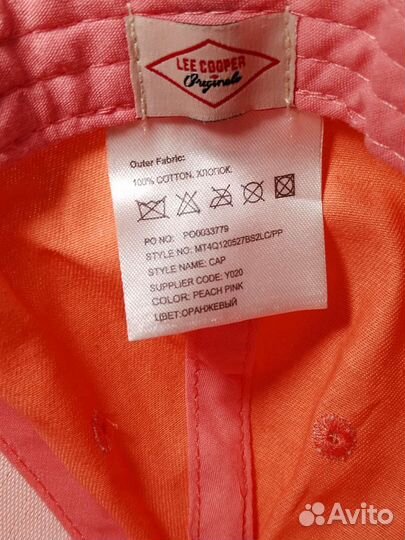 LEE COOPER
Originals
Outer Fabric:
100% COTTON. ХЛОПОК.
PO NO: PO0033779
STYLE NO: MT4Q120527BS2LC/PP
STYLE NAME: CAP
SUPPLIER CODE: Y020
COLOR: PEACH PINK
ЦВЕТ:ОРАНЖЕВЫЙ
Avito